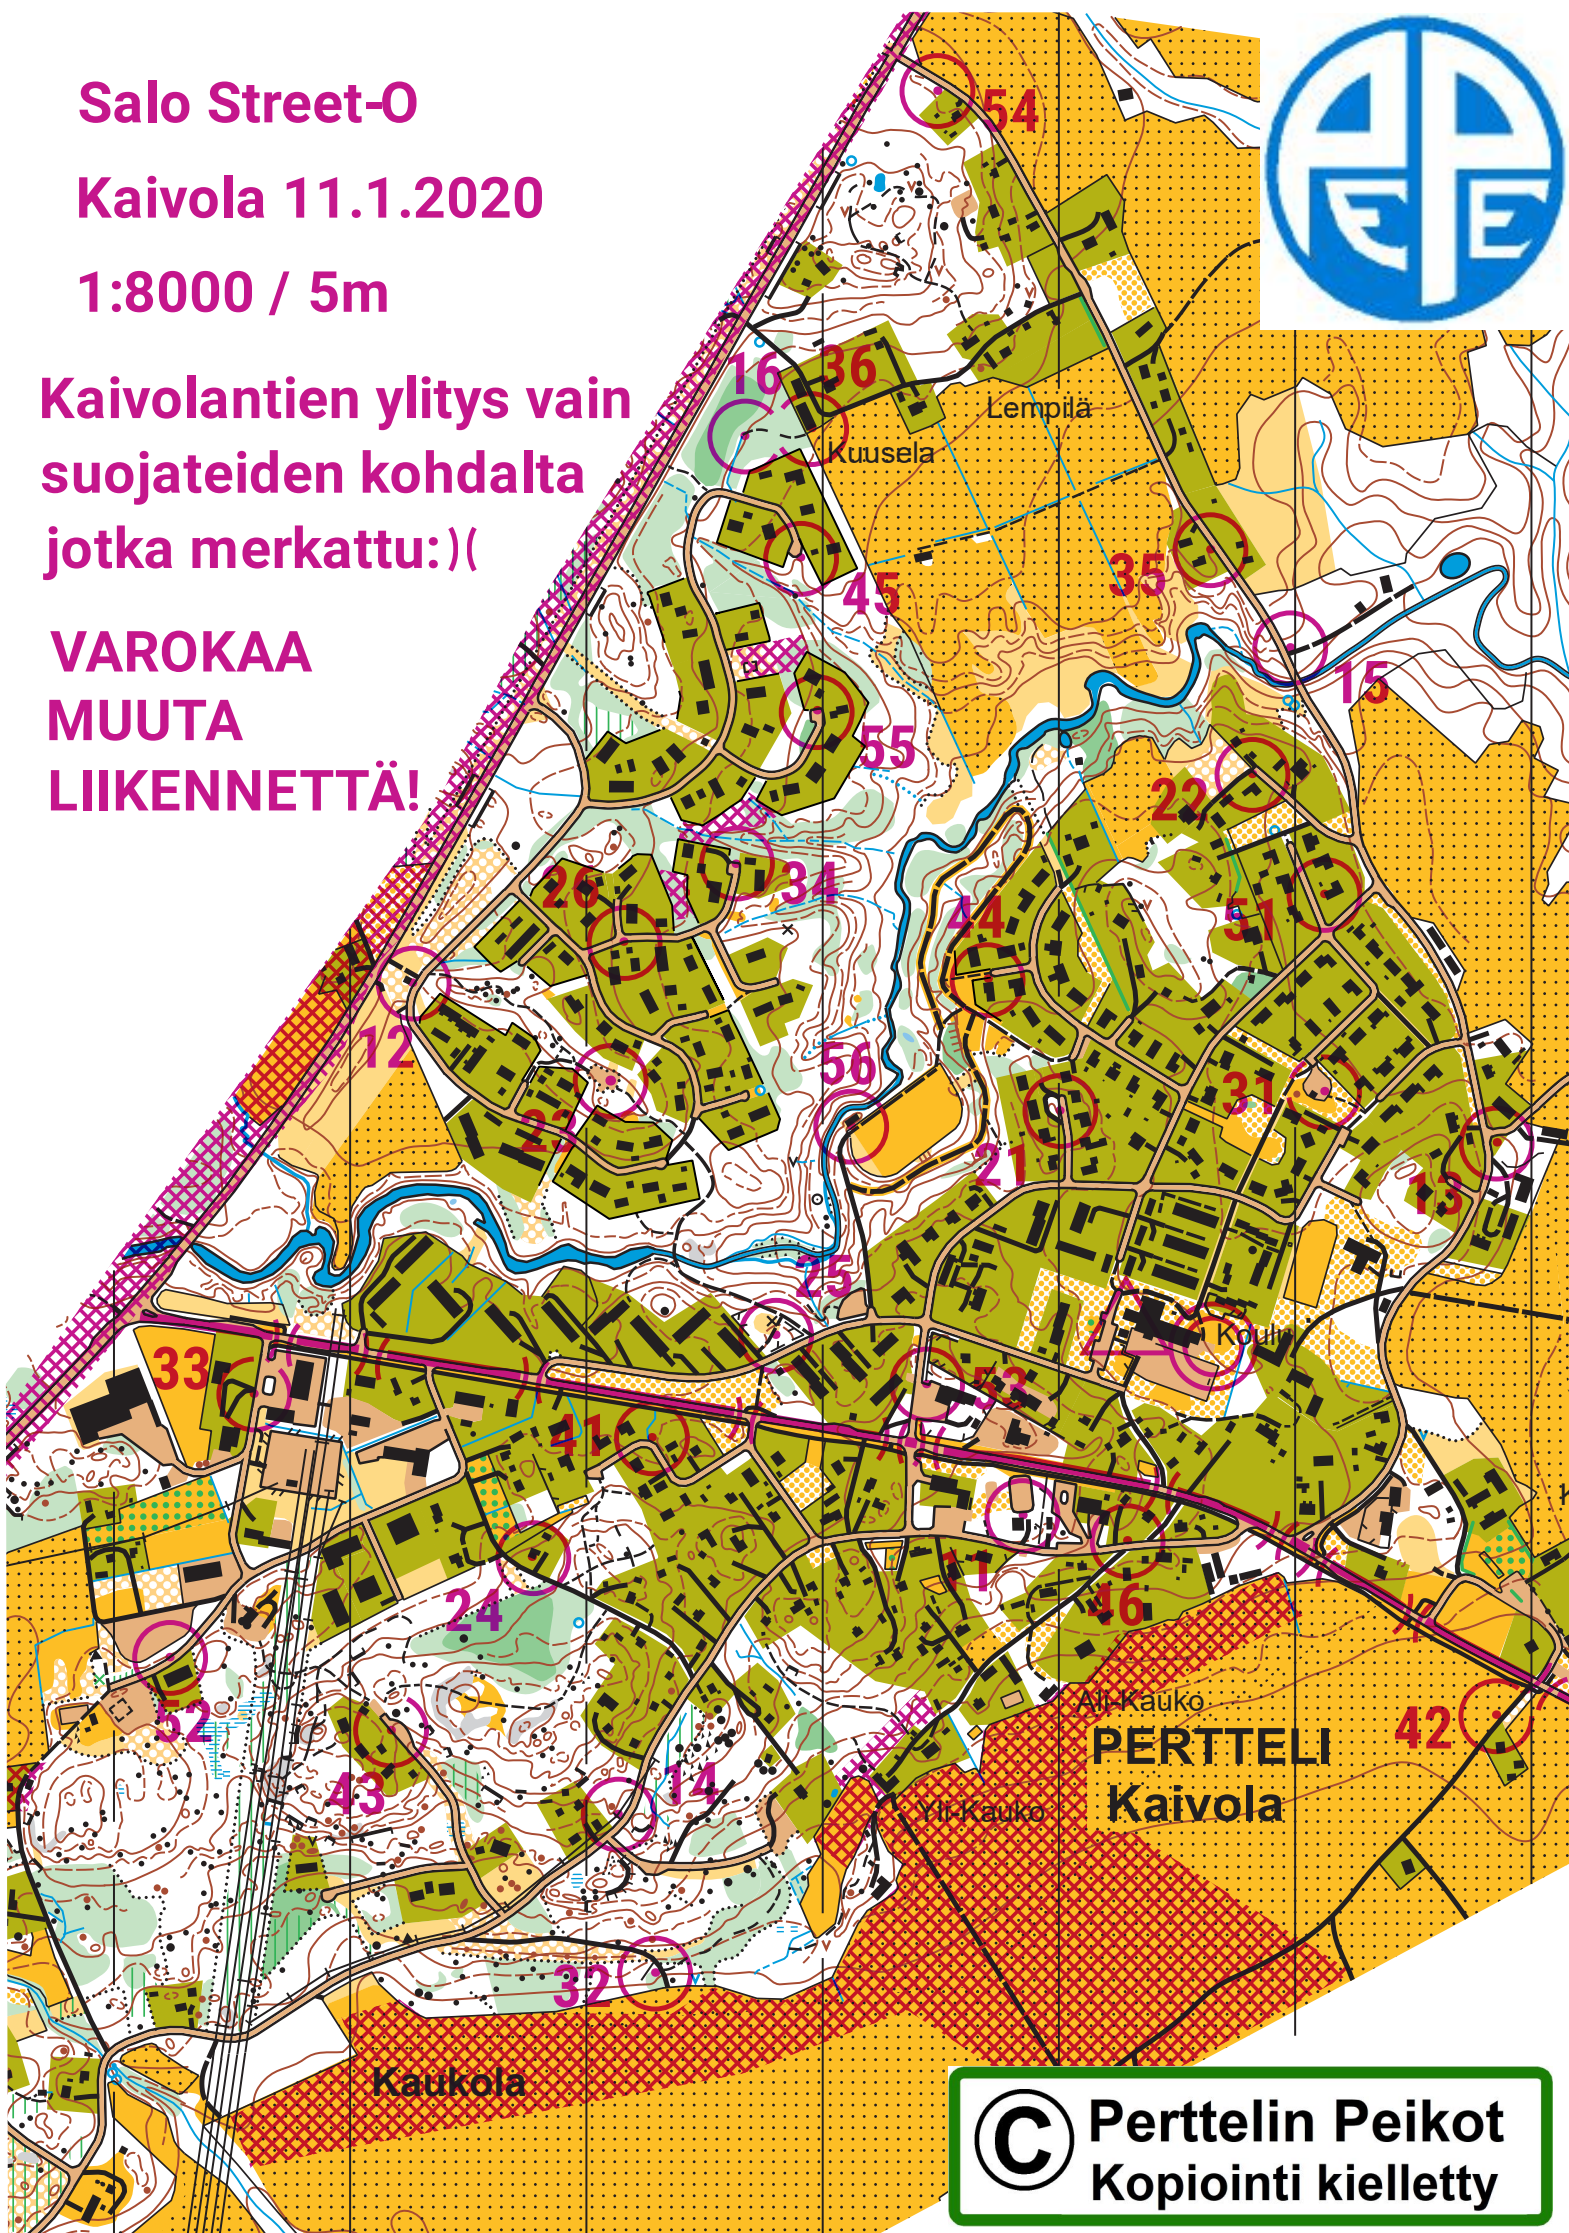 Salo Street-O
Kaivola 11.1.2020
1:8000 / 5m
Kaivolantien ylitys vain
suojateiden kohdalta
jotka merkattu:)(
VAROKAA
MUUTA
LIIKENNETTÄ!
54
16
36
Lempilä
Kuusela
45
35
15
55
22
26
34
44
51
12
56
23
21
31
13
25
Koulu
33
53
41
24
11
46
52
Ali-Kauko
PERTTELI
42
43
14
Yli-Kauko
Kaivola
32
Kaukola
© Perttelin Peikot
Kopiointi kielletty